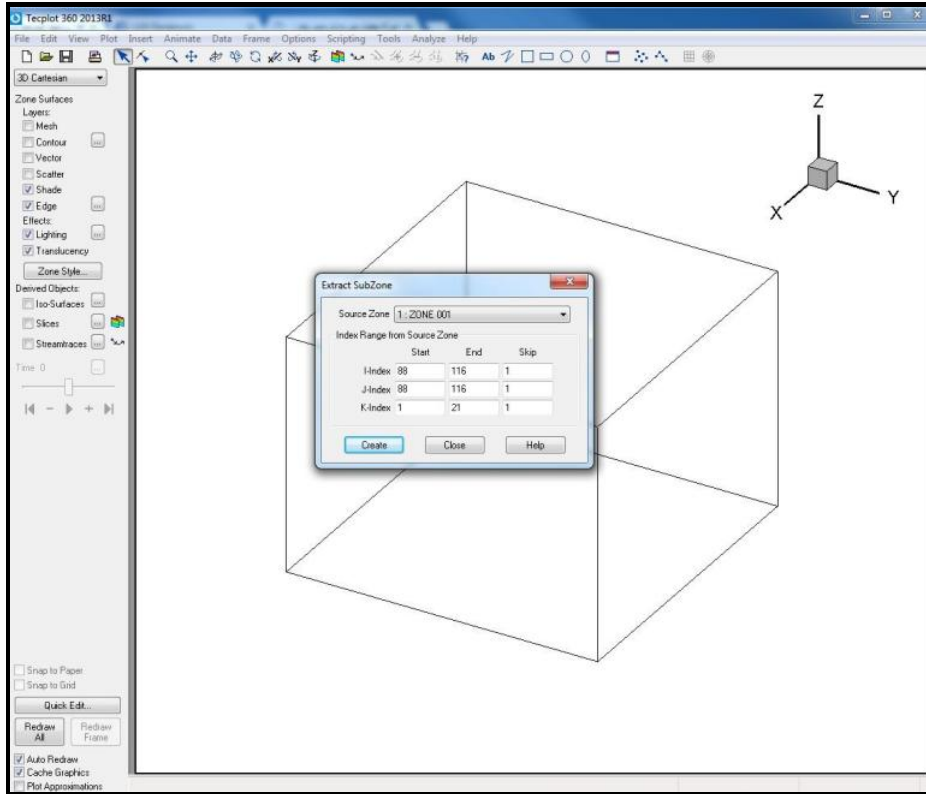 Tecplot 360 2013R1
File Edit View Plot Insert Animate Data Frame Options Scripting Tools Analyze Help
Ab
3D Cartesian
Zone Surfaces
Layers:
Mesh
Contour
Vector
Scatter
Shade
Edge
Effects:
Lighting
Translucency
Zone Style...
Derived Objects:
Iso-Surfaces
Slices
Streamtraces
Time 0
Snap to Paper
Snap to Grid
Quick Edit...
Redraw All
Redraw Frame
Auto Redraw
Cache Graphics
Plot Approximations
Z
X
Y
Extract SubZone
Source Zone 1 : ZONE 001
Index Range from Source Zone
Start End Skip
I-Index 88 116 1
J-Index 88 116 1
K-Index 1 21 1
Create Close Help